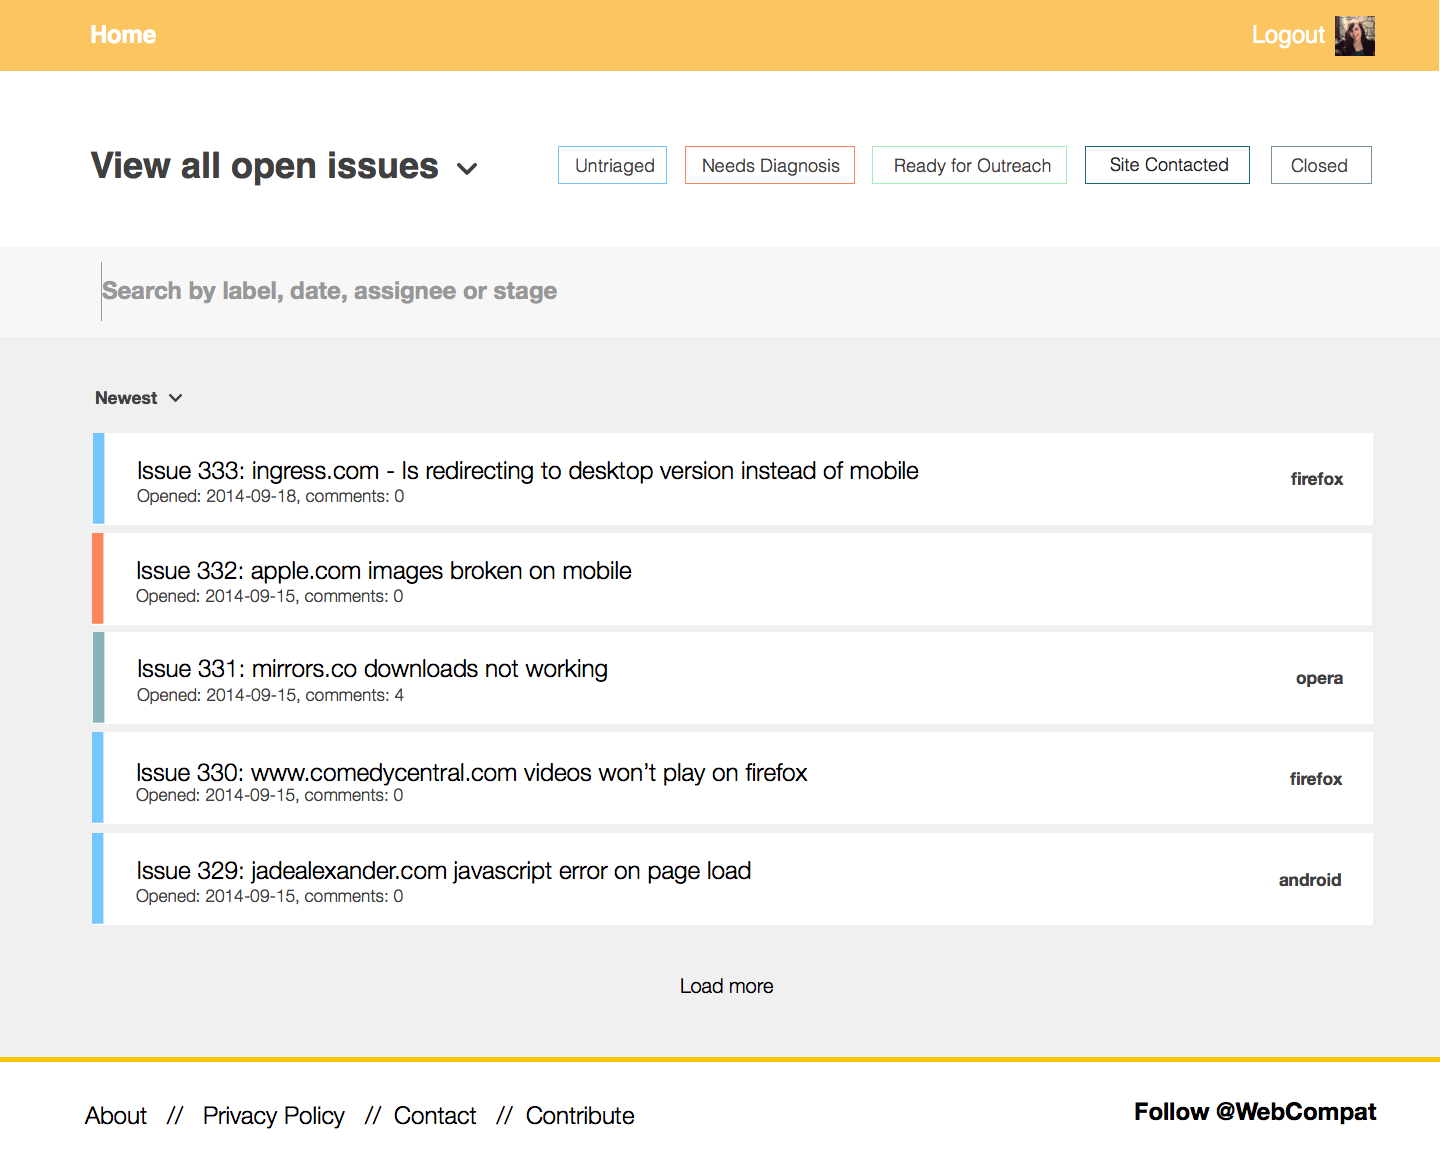 Home
Logout
View all open issues
Untriaged
Needs Diagnosis
Ready for Outreach
Site Contacted
Closed
Search by label, date, assignee or stage
Newest
Issue 333: ingress.com - Is redirecting to desktop version instead of mobile
Opened: 2014-09-18, comments: 0
firefox
Issue 332: apple.com images broken on mobile
Opened: 2014-09-15, comments: 0
Issue 331: mirrors.co downloads not working
Opened: 2014-09-15, comments: 4
opera
Issue 330: www.comedycentral.com videos won’t play on firefox
Opened: 2014-09-15, comments: 0
firefox
Issue 329: jadealexander.com javascript error on page load
Opened: 2014-09-15, comments: 0
android
Load more
About // Privacy Policy // Contact // Contribute
Follow @WebCompat